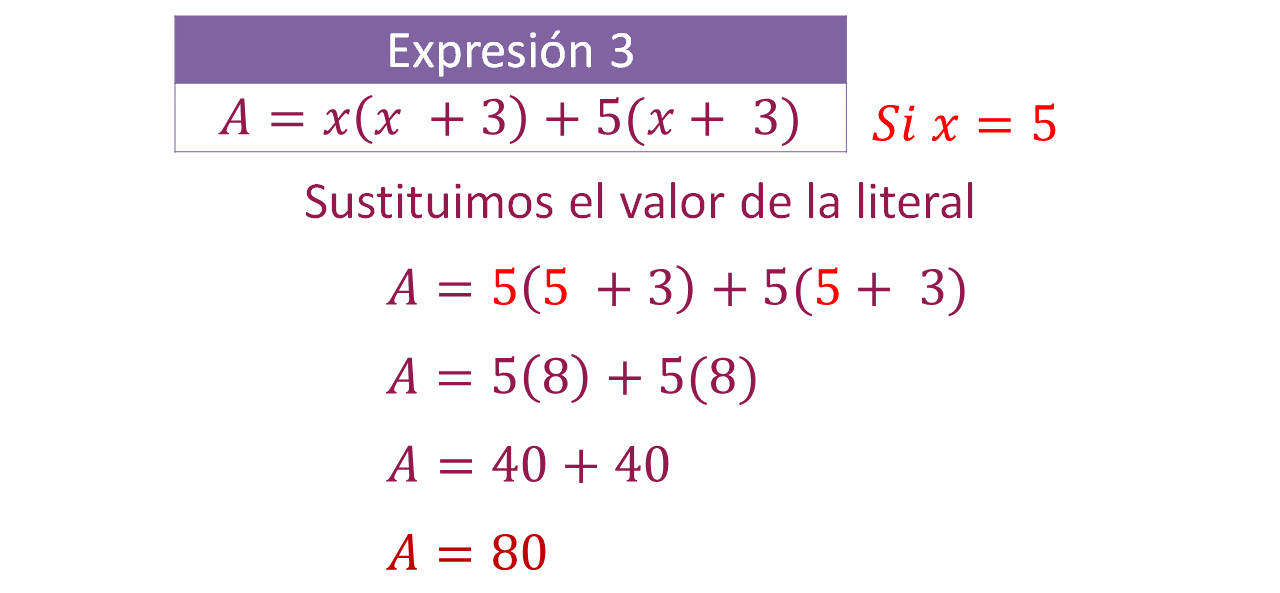 Expresión 3
A = x(x + 3) + 5(x + 3)
Si x = 5
Sustituimos el valor de la literal
A = 5(5 + 3) + 5(5 + 3)
A = 5(8) + 5(8)
A = 40 + 40
A = 80